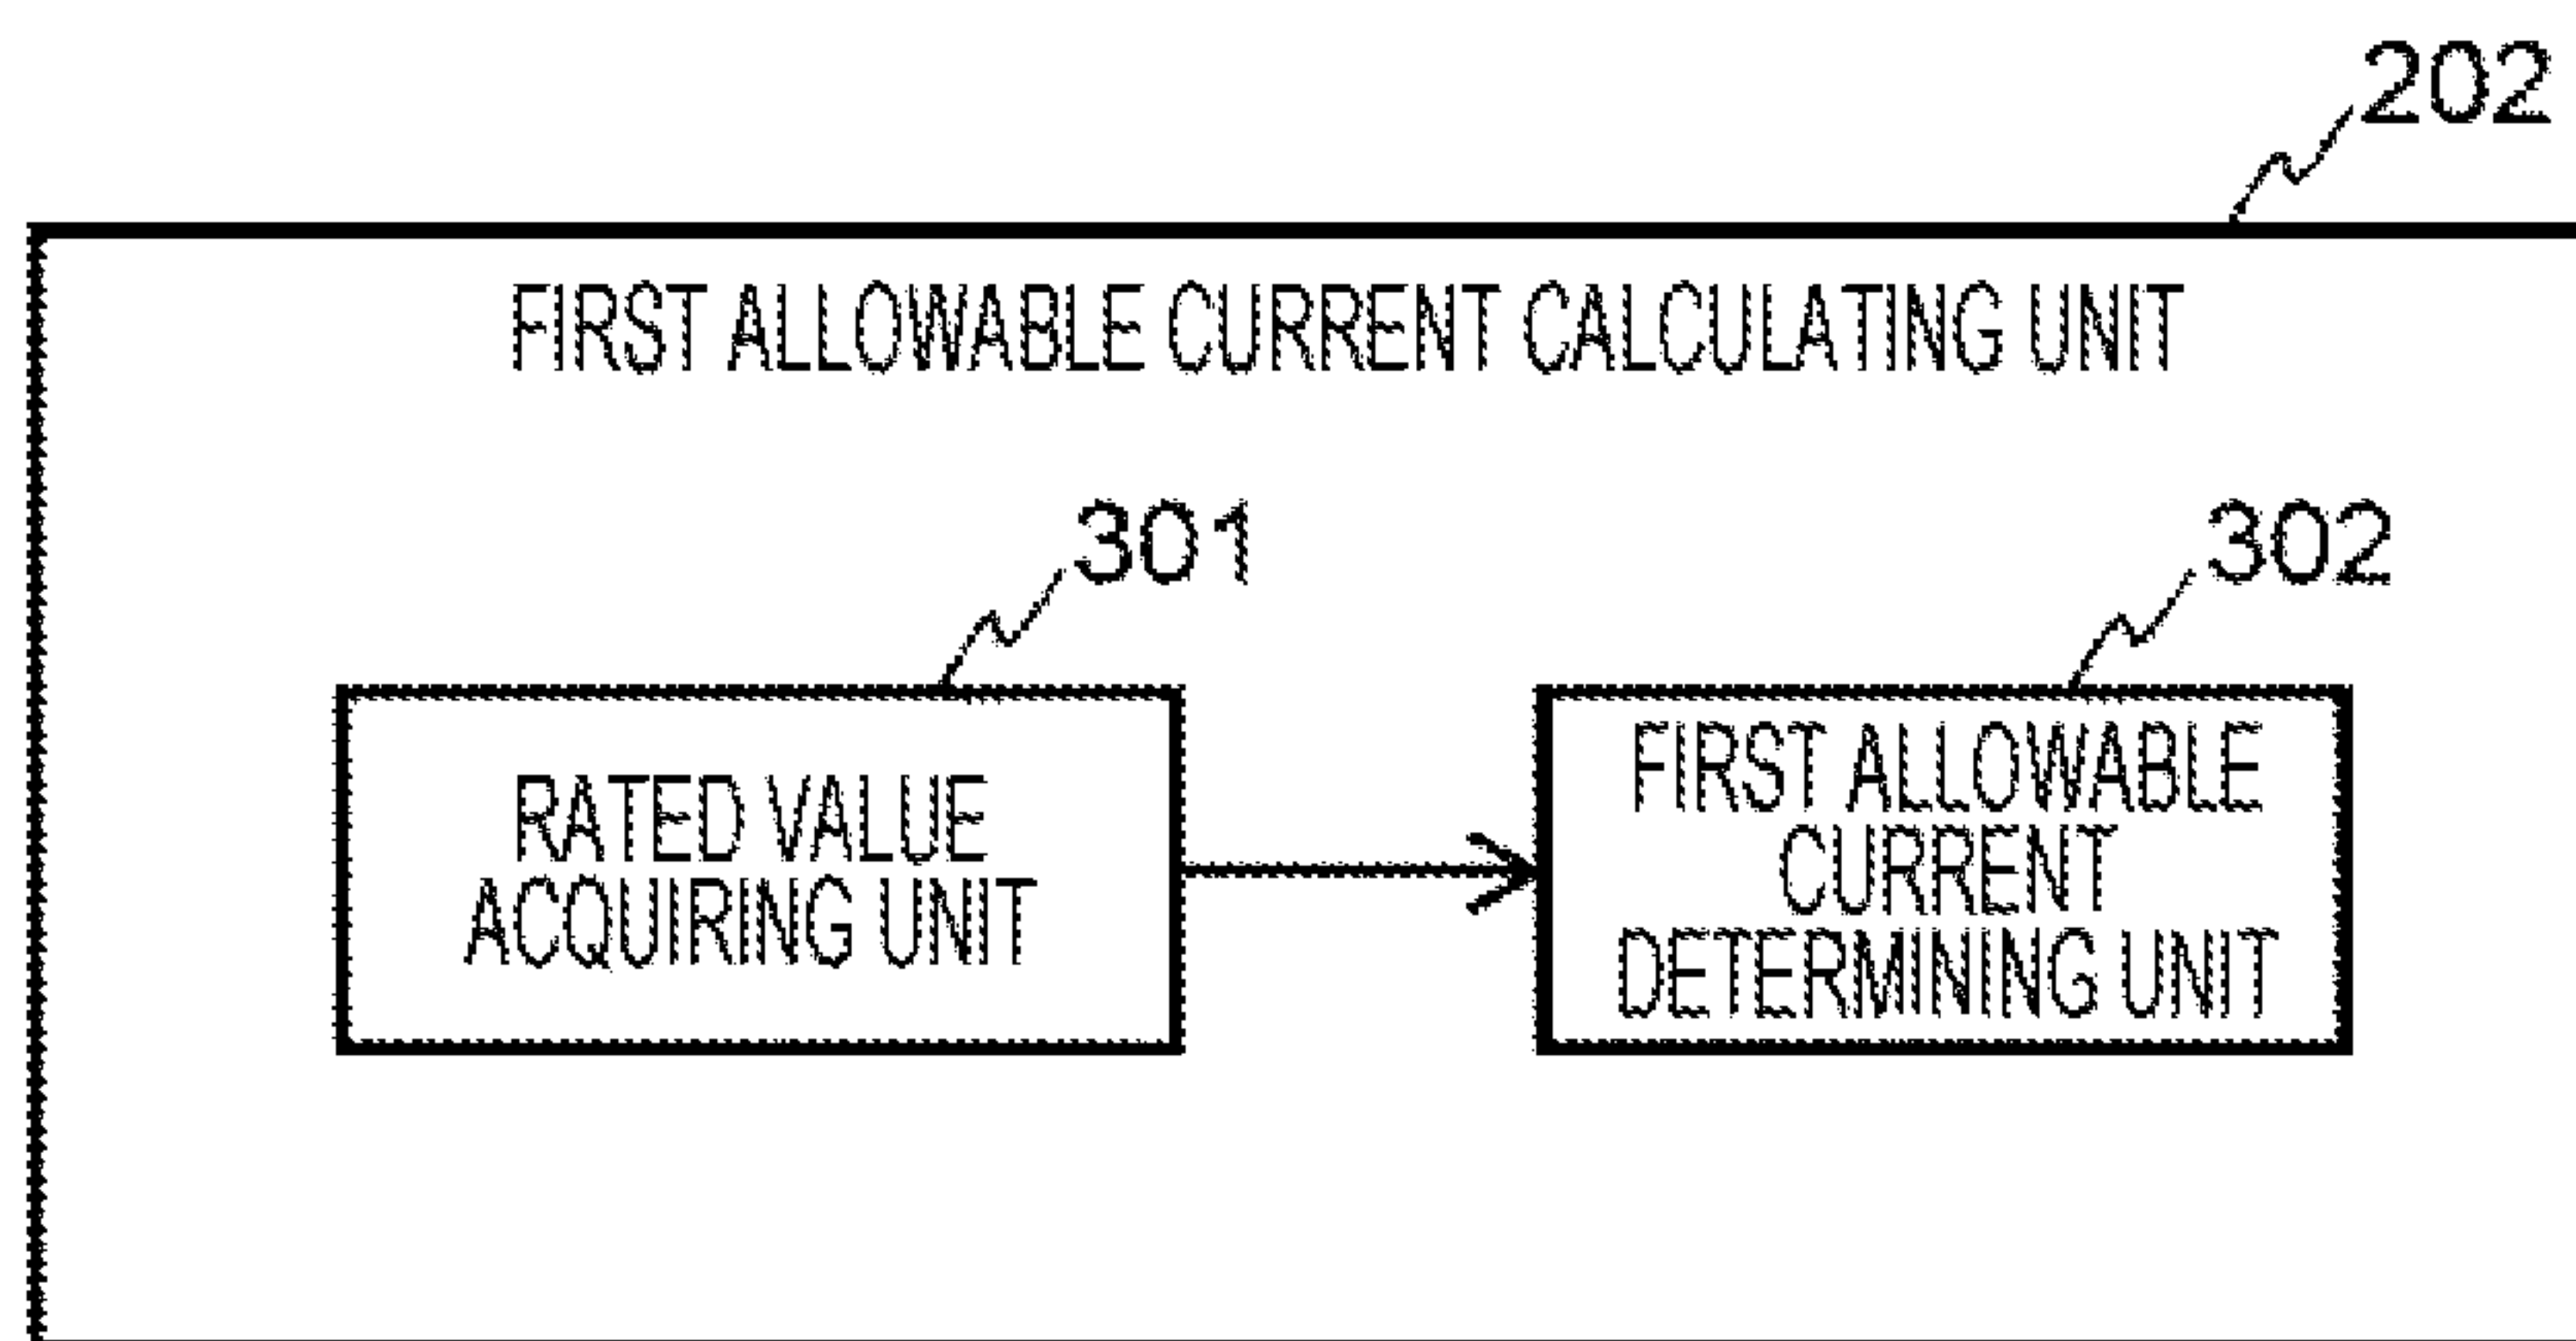 202
FIRST ALLOWABLE CURRENT CALCULATING UNIT
301
302
RATED VALUE
ACQUIRING UNIT
FIRST ALLOWABLE
CURRENT
DETERMINING UNIT